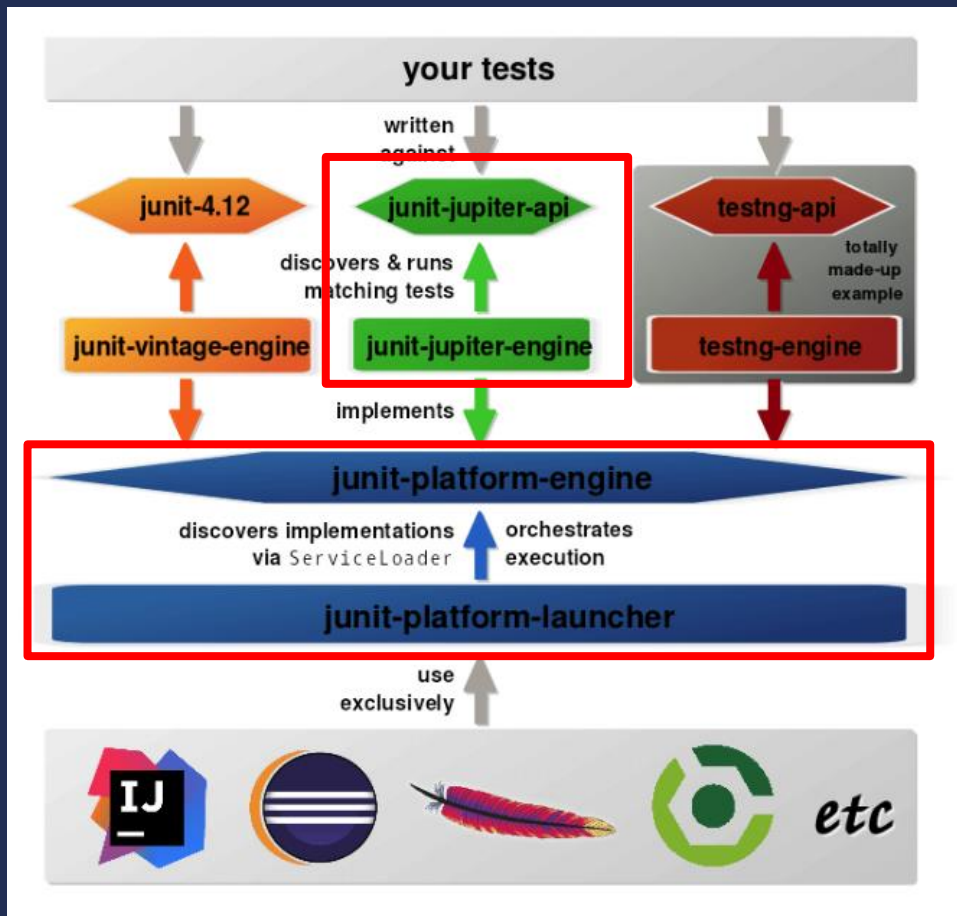 your tests
written
against
junit-4.12
junit-jupiter-api
testng-api
discovers & runs
matching tests
totally
made-up
example
junit-vintage-engine
junit-jupiter-engine
testng-engine
implements
junit-platform-engine
discovers implementations
via ServiceLoader
orchestrates
execution
junit-platform-launcher
use
exclusively
IJ
etc